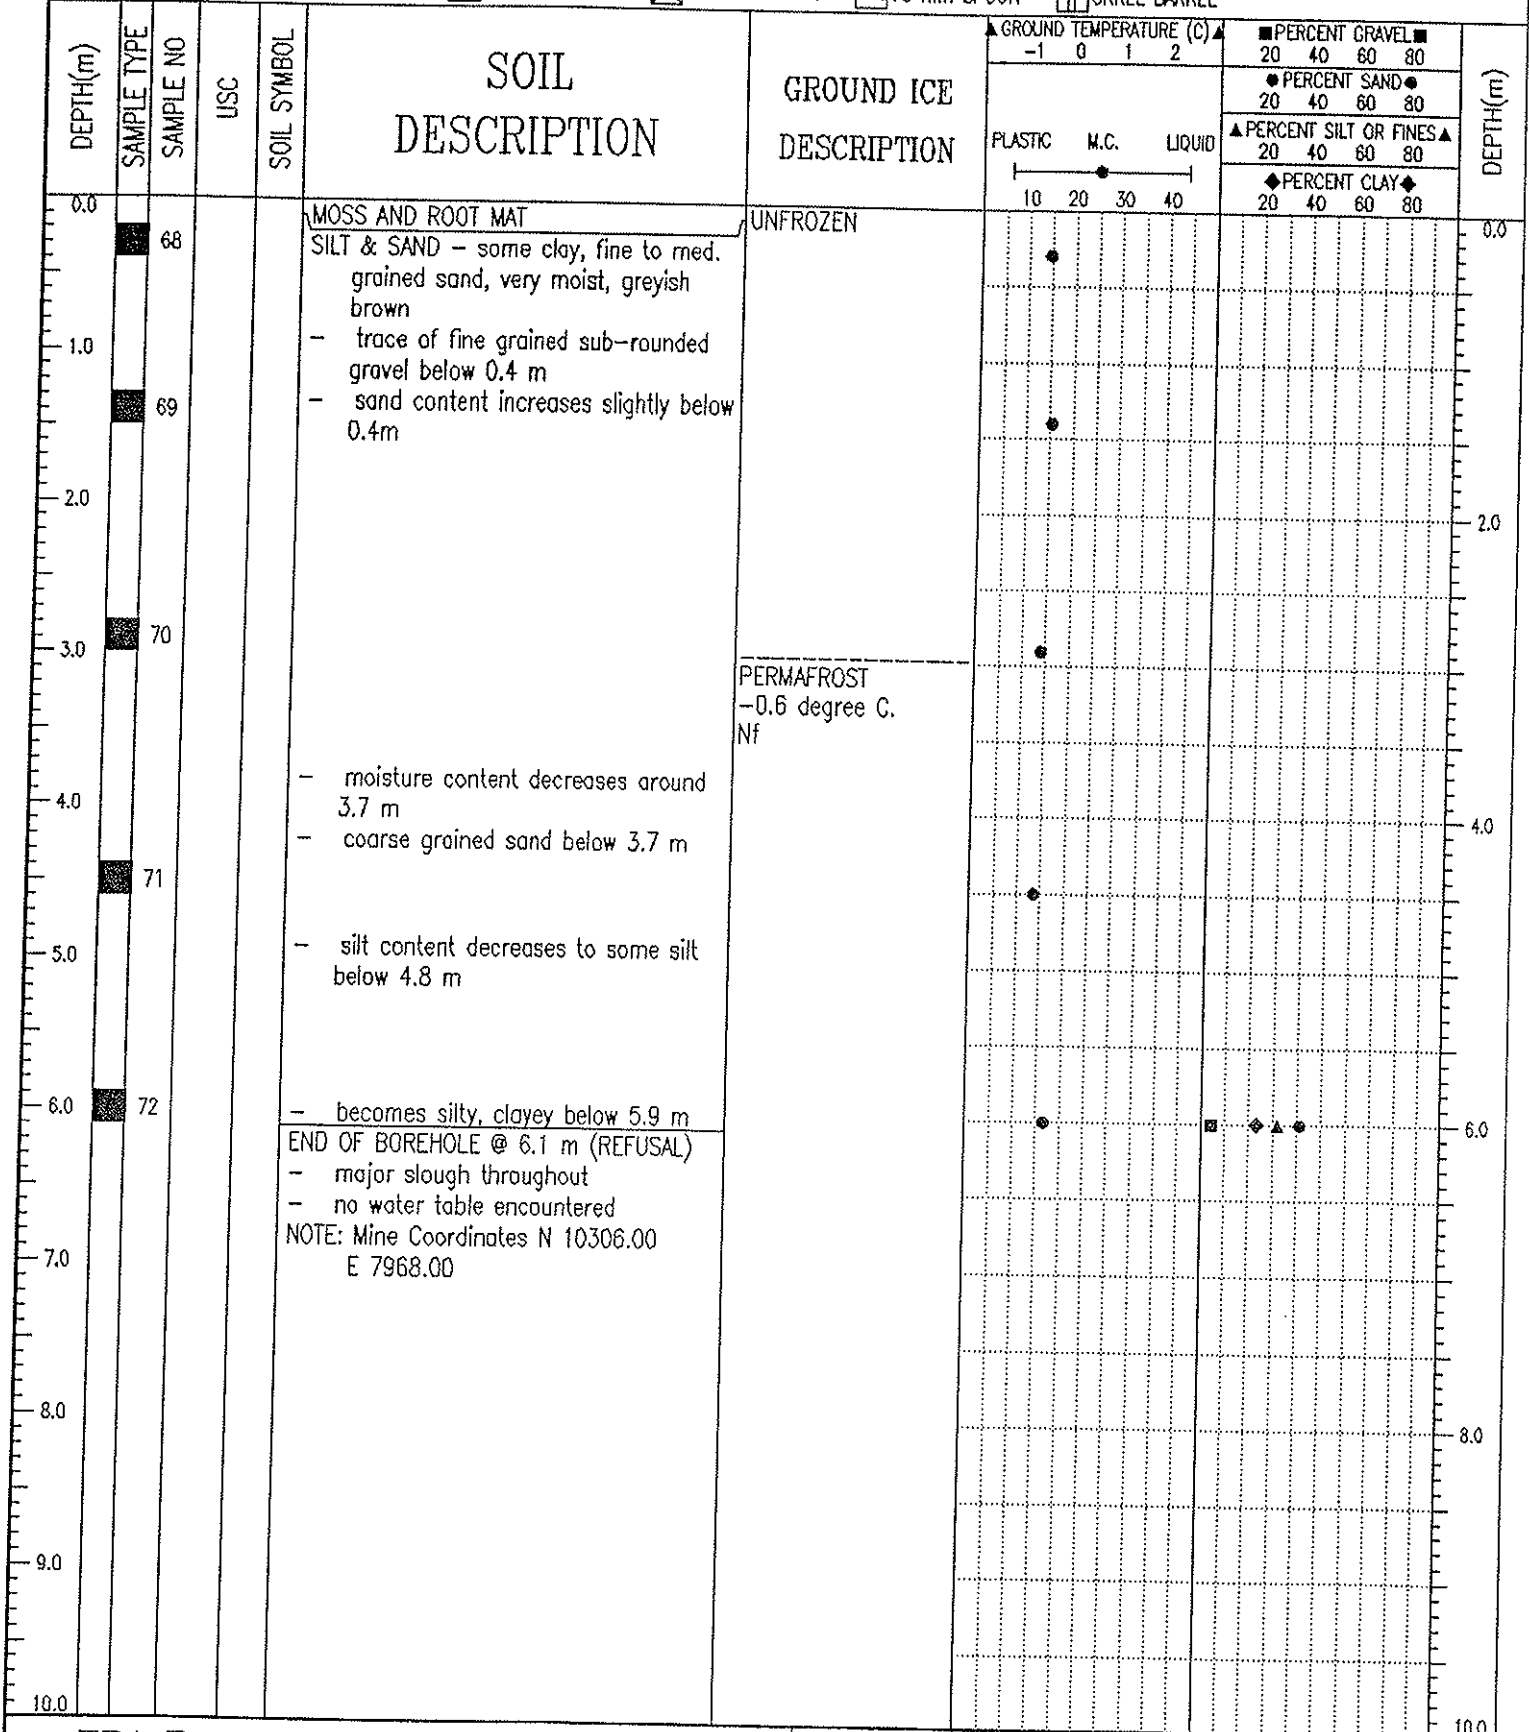 DEPTH(m)
SAMPLE TYPE
SAMPLE NO
USC
SOIL SYMBOL
SOIL
DESCRIPTION
GROUND ICE
DESCRIPTION
▲GROUND TEMPERATURE (C)▲
-1 0 1 2
PLASTIC M.C. LIQUID
10 20 30 40
■PERCENT GRAVEL■
20 40 60 80
●PERCENT SAND●
20 40 60 80
▲PERCENT SILT OR FINES▲
20 40 60 80
◆PERCENT CLAY◆
20 40 60 80
DEPTH(m)
0.0
1.0
2.0
3.0
4.0
5.0
6.0
7.0
8.0
9.0
10.0
68
69
70
71
72
MOSS AND ROOT MAT
SILT & SAND – some clay, fine to med.
grained sand, very moist, greyish
brown
– trace of fine grained sub-rounded
gravel below 0.4 m
– sand content increases slightly below
0.4m
– moisture content decreases around
3.7 m
– coarse grained sand below 3.7 m
– silt content decreases to some silt
below 4.8 m
– becomes silty, clayey below 5.9 m
END OF BOREHOLE @ 6.1 m (REFUSAL)
– major slough throughout
– no water table encountered
NOTE: Mine Coordinates N 10306.00
E 7968.00
UNFROZEN
PERMAFROST
-0.6 degree C.
Nf
0.0
2.0
4.0
6.0
8.0
10.0